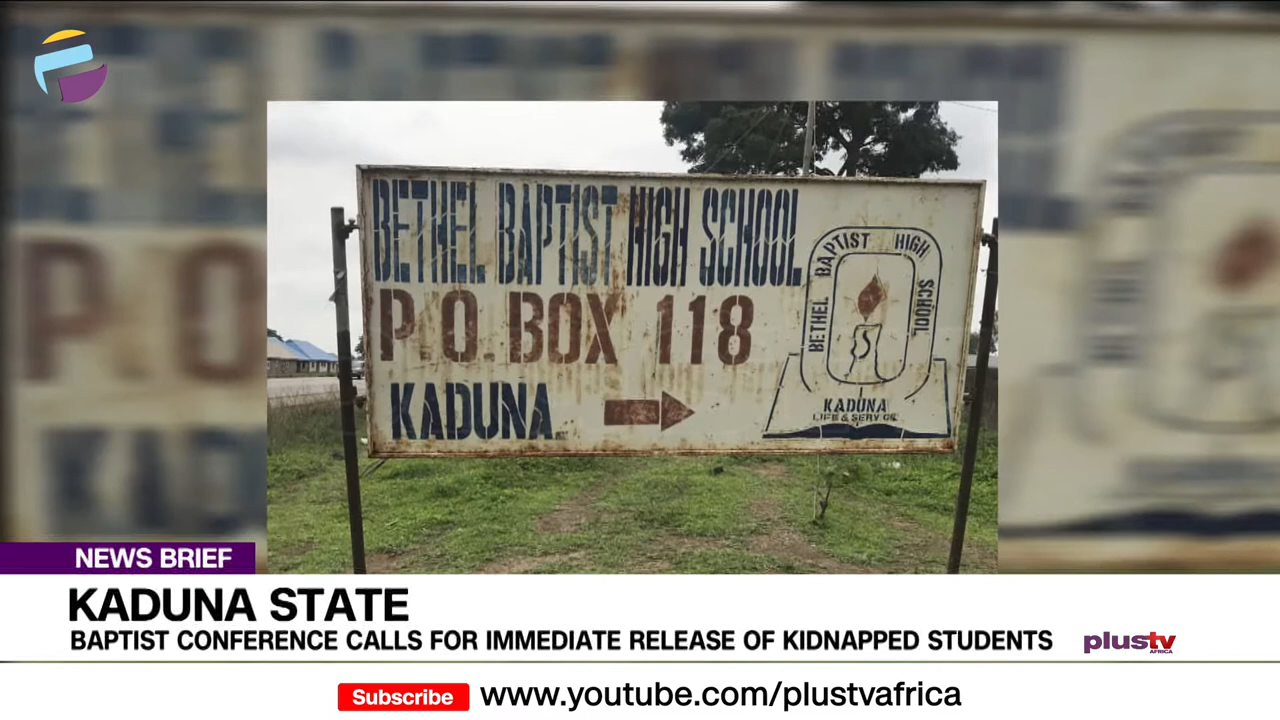 BETHEL BAPTIST HIGH SCHOOL
P.O. BOX 118
KADUNA
BETHEL BAPTIST HIGH SCHOOL
KADUNA
LIFE & SERVICE
NEWS BRIEF
KADUNA STATE
BAPTIST CONFERENCE CALLS FOR IMMEDIATE RELEASE OF KIDNAPPED STUDENTS
plustv
AFRICA
Subscribe www.youtube.com/plustvafrica